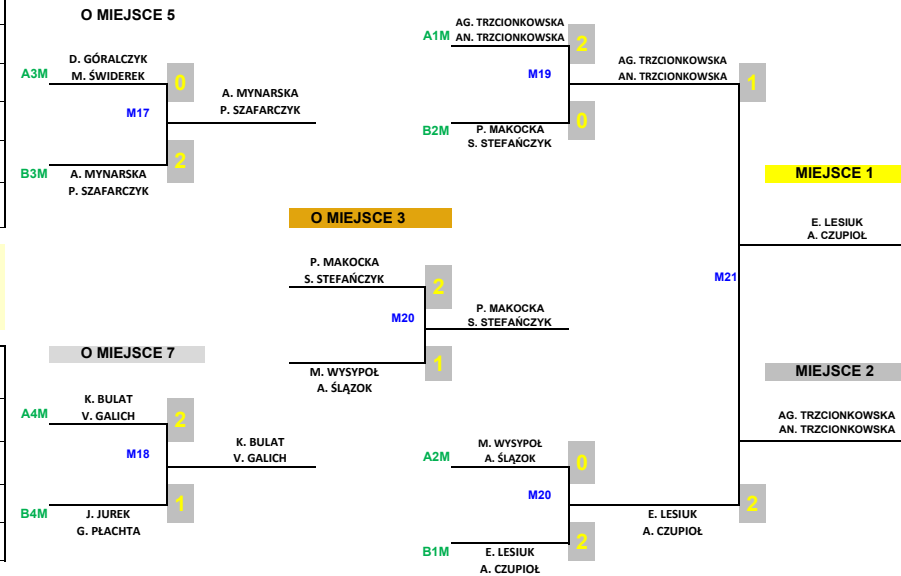 O MIEJSCE 5
A3M
D. GÓRALCZYK
M. ŚWIDEREK
0
M17
A. MYNARSKA
P. SZAFARCZYK
2
B3M
A. MYNARSKA
P. SZAFARCZYK
A1M
AG. TRZCIONKOWSKA
AN. TRZCIONKOWSKA
2
M19
AG. TRZCIONKOWSKA
AN. TRZCIONKOWSKA
1
0
B2M
P. MAKOCKA
S. STEFAŃCZYK
MIEJSCE 1
E. LESIUK
A. CZUPIOŁ
O MIEJSCE 3
P. MAKOCKA
S. STEFAŃCZYK
2
M20
P. MAKOCKA
S. STEFAŃCZYK
1
M. WYSYPOŁ
A. ŚLĄZOK
M21
MIEJSCE 2
AG. TRZCIONKOWSKA
AN. TRZCIONKOWSKA
O MIEJSCE 7
A4M
K. BULAT
V. GALICH
2
M18
K. BULAT
V. GALICH
1
B4M
J. JUREK
G. PŁACHTA
A2M
M. WYSYPOŁ
A. ŚLĄZOK
0
M20
E. LESIUK
A. CZUPIOŁ
2
2
B1M
E. LESIUK
A. CZUPIOŁ